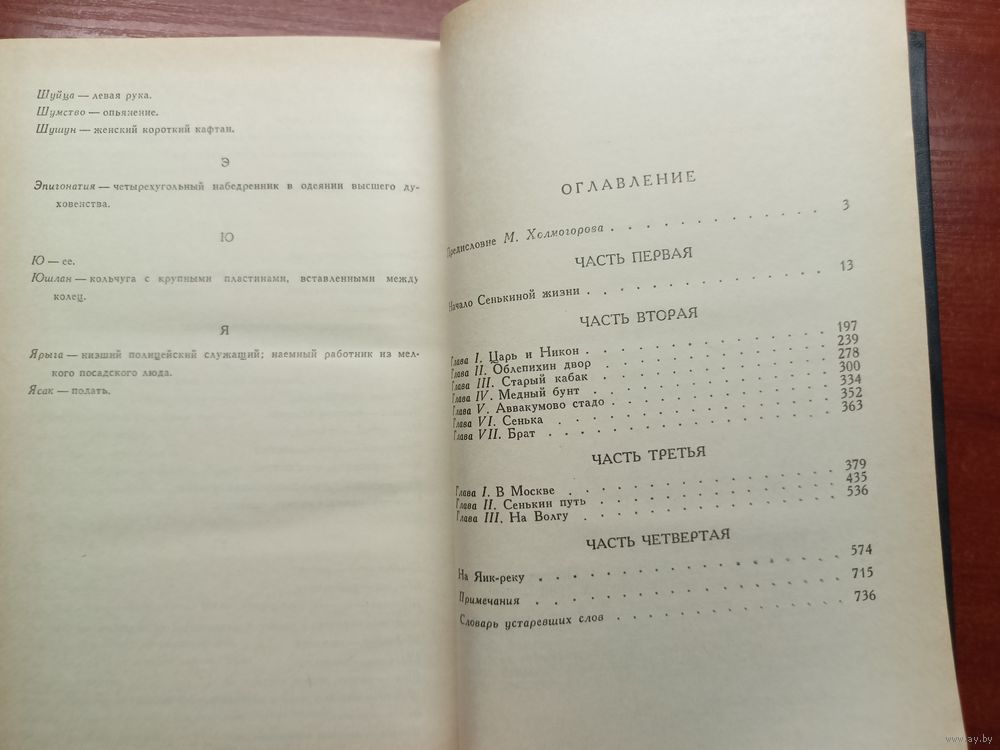 Шуйца — левая рука.
Шумство — опьянение.
Шушун — женский короткий кафтан.
Э
Эпигонатия — четырехугольный набедренник в одеянии высшего ду-
ховенства.
Ю
Ю — ее.
Юшлан — кольчуга с крупными пластинами, вставленными между
колец.
Я
Ярыга — низший полицейский служащий; наемный работник из мел-
кого посадского люда.
Ясак — подать.
ОГЛАВЛЕНИЕ
Предисловие М. Холмогорова . . . . . . . . . . . 3
ЧАСТЬ ПЕРВАЯ
Начало Сенькиной жизни . . . . . . . . . . . 13
ЧАСТЬ ВТОРАЯ
Глава I. Царь и Никон . . . . . . . . . . . 197
Глава II. Облепихин двор . . . . . . . . . . . 239
Глава III. Старый кабак . . . . . . . . . . . 278
Глава IV. Медный бунт . . . . . . . . . . . 300
Глава V. Аввакумово стадо . . . . . . . . . . . 334
Глава VI. Сенька . . . . . . . . . . . 352
Глава VII. Брат . . . . . . . . . . . 363
ЧАСТЬ ТРЕТЬЯ
Глава I. В Москве . . . . . . . . . . . 379
Глава II. Сенькин путь . . . . . . . . . . . 435
Глава III. На Волгу . . . . . . . . . . . 536
ЧАСТЬ ЧЕТВЕРТАЯ
На Яик-реку . . . . . . . . . . . 574
Примечания . . . . . . . . . . . 715
Словарь устаревших слов . . . . . . . . . . . 736
www.ay.by